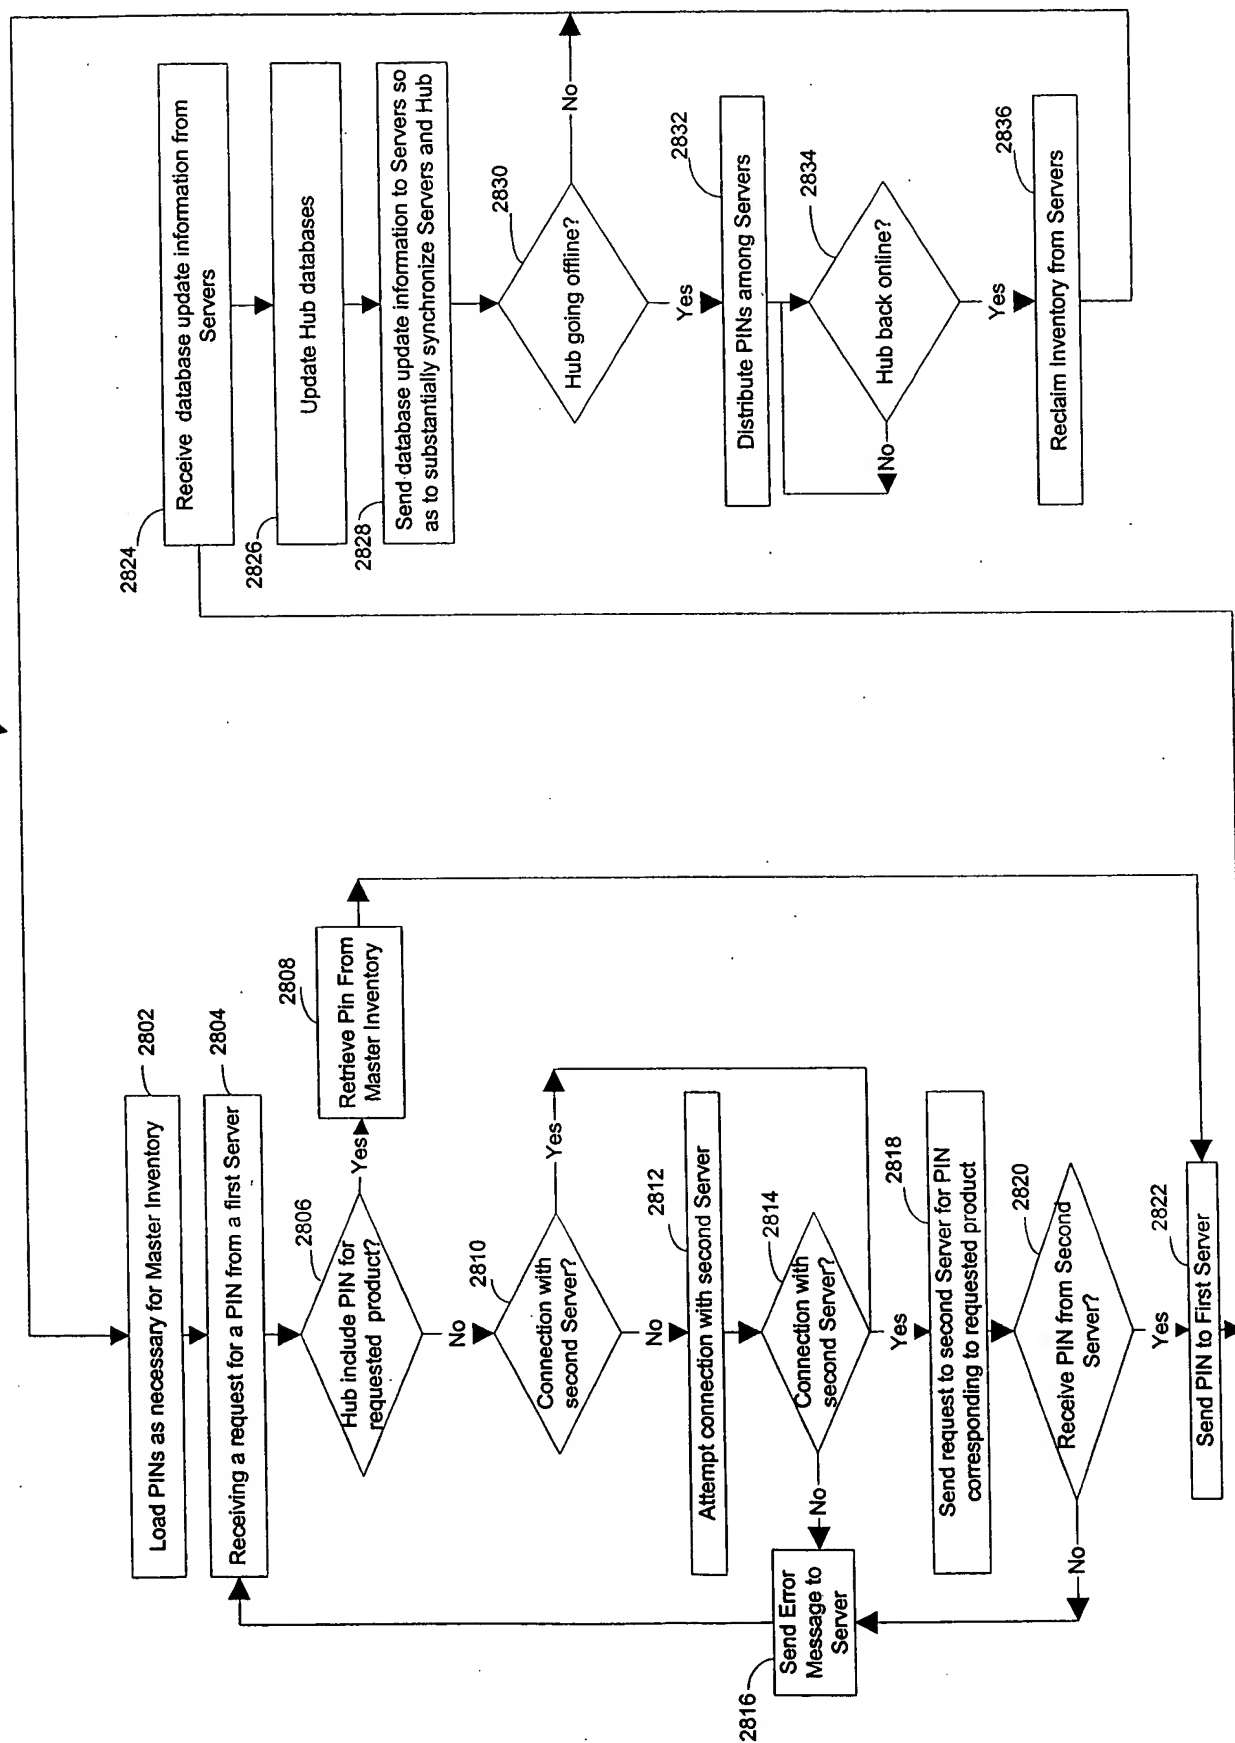 2802
Load PINs as necessary for Master Inventory
2804
Receiving a request for a PIN from a first Server
2806
Hub include PIN for
requested product?
Yes
2808
Retrieve Pin From
Master Inventory
No
2810
Connection with
second Server?
Yes
No
2812
Attempt connection with second Server
2814
Connection with
second Server?
No
2816
Send Error
Message to
Server
Yes
2818
Send request to second Server for PIN
corresponding to requested product
2820
Receive PIN from Second
Server?
No
Yes
2822
Send PIN to First Server
2824
Receive database update information from
Servers
2826
Update Hub databases
2828
Send database update information to Servers so
as to substantially synchronize Servers and Hub
2830
Hub going offline?
No
Yes
2832
Distribute PINs among Servers
2834
Hub back online?
No
Yes
2836
Reclaim Inventory from Servers